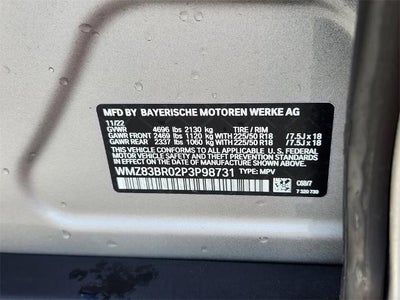 MFD BY BAYERISCHE MOTOREN WERKE AG
11/22
GVWR 4696 lbs 2130 kg TIRE / RIM
GAWR FRONT 2469 lbs 1120 kg WITH 225/50 R18 / 7.5J x 18
GAWR REAR 2337 lbs 1060 kg WITH 225/50 R18 / 7.5J x 18
THIS VEHICLE CONFORMS TO ALL APPLICABLE
U. S. FEDERAL
MOTOR VEHICLE SAFETY STANDARDS IN EFFECT ON
THE DATE OF MANUFACTURE SHOWN ABOVE.
WMZ83BR02P3P98731 TYPE: MPV
7 320 730